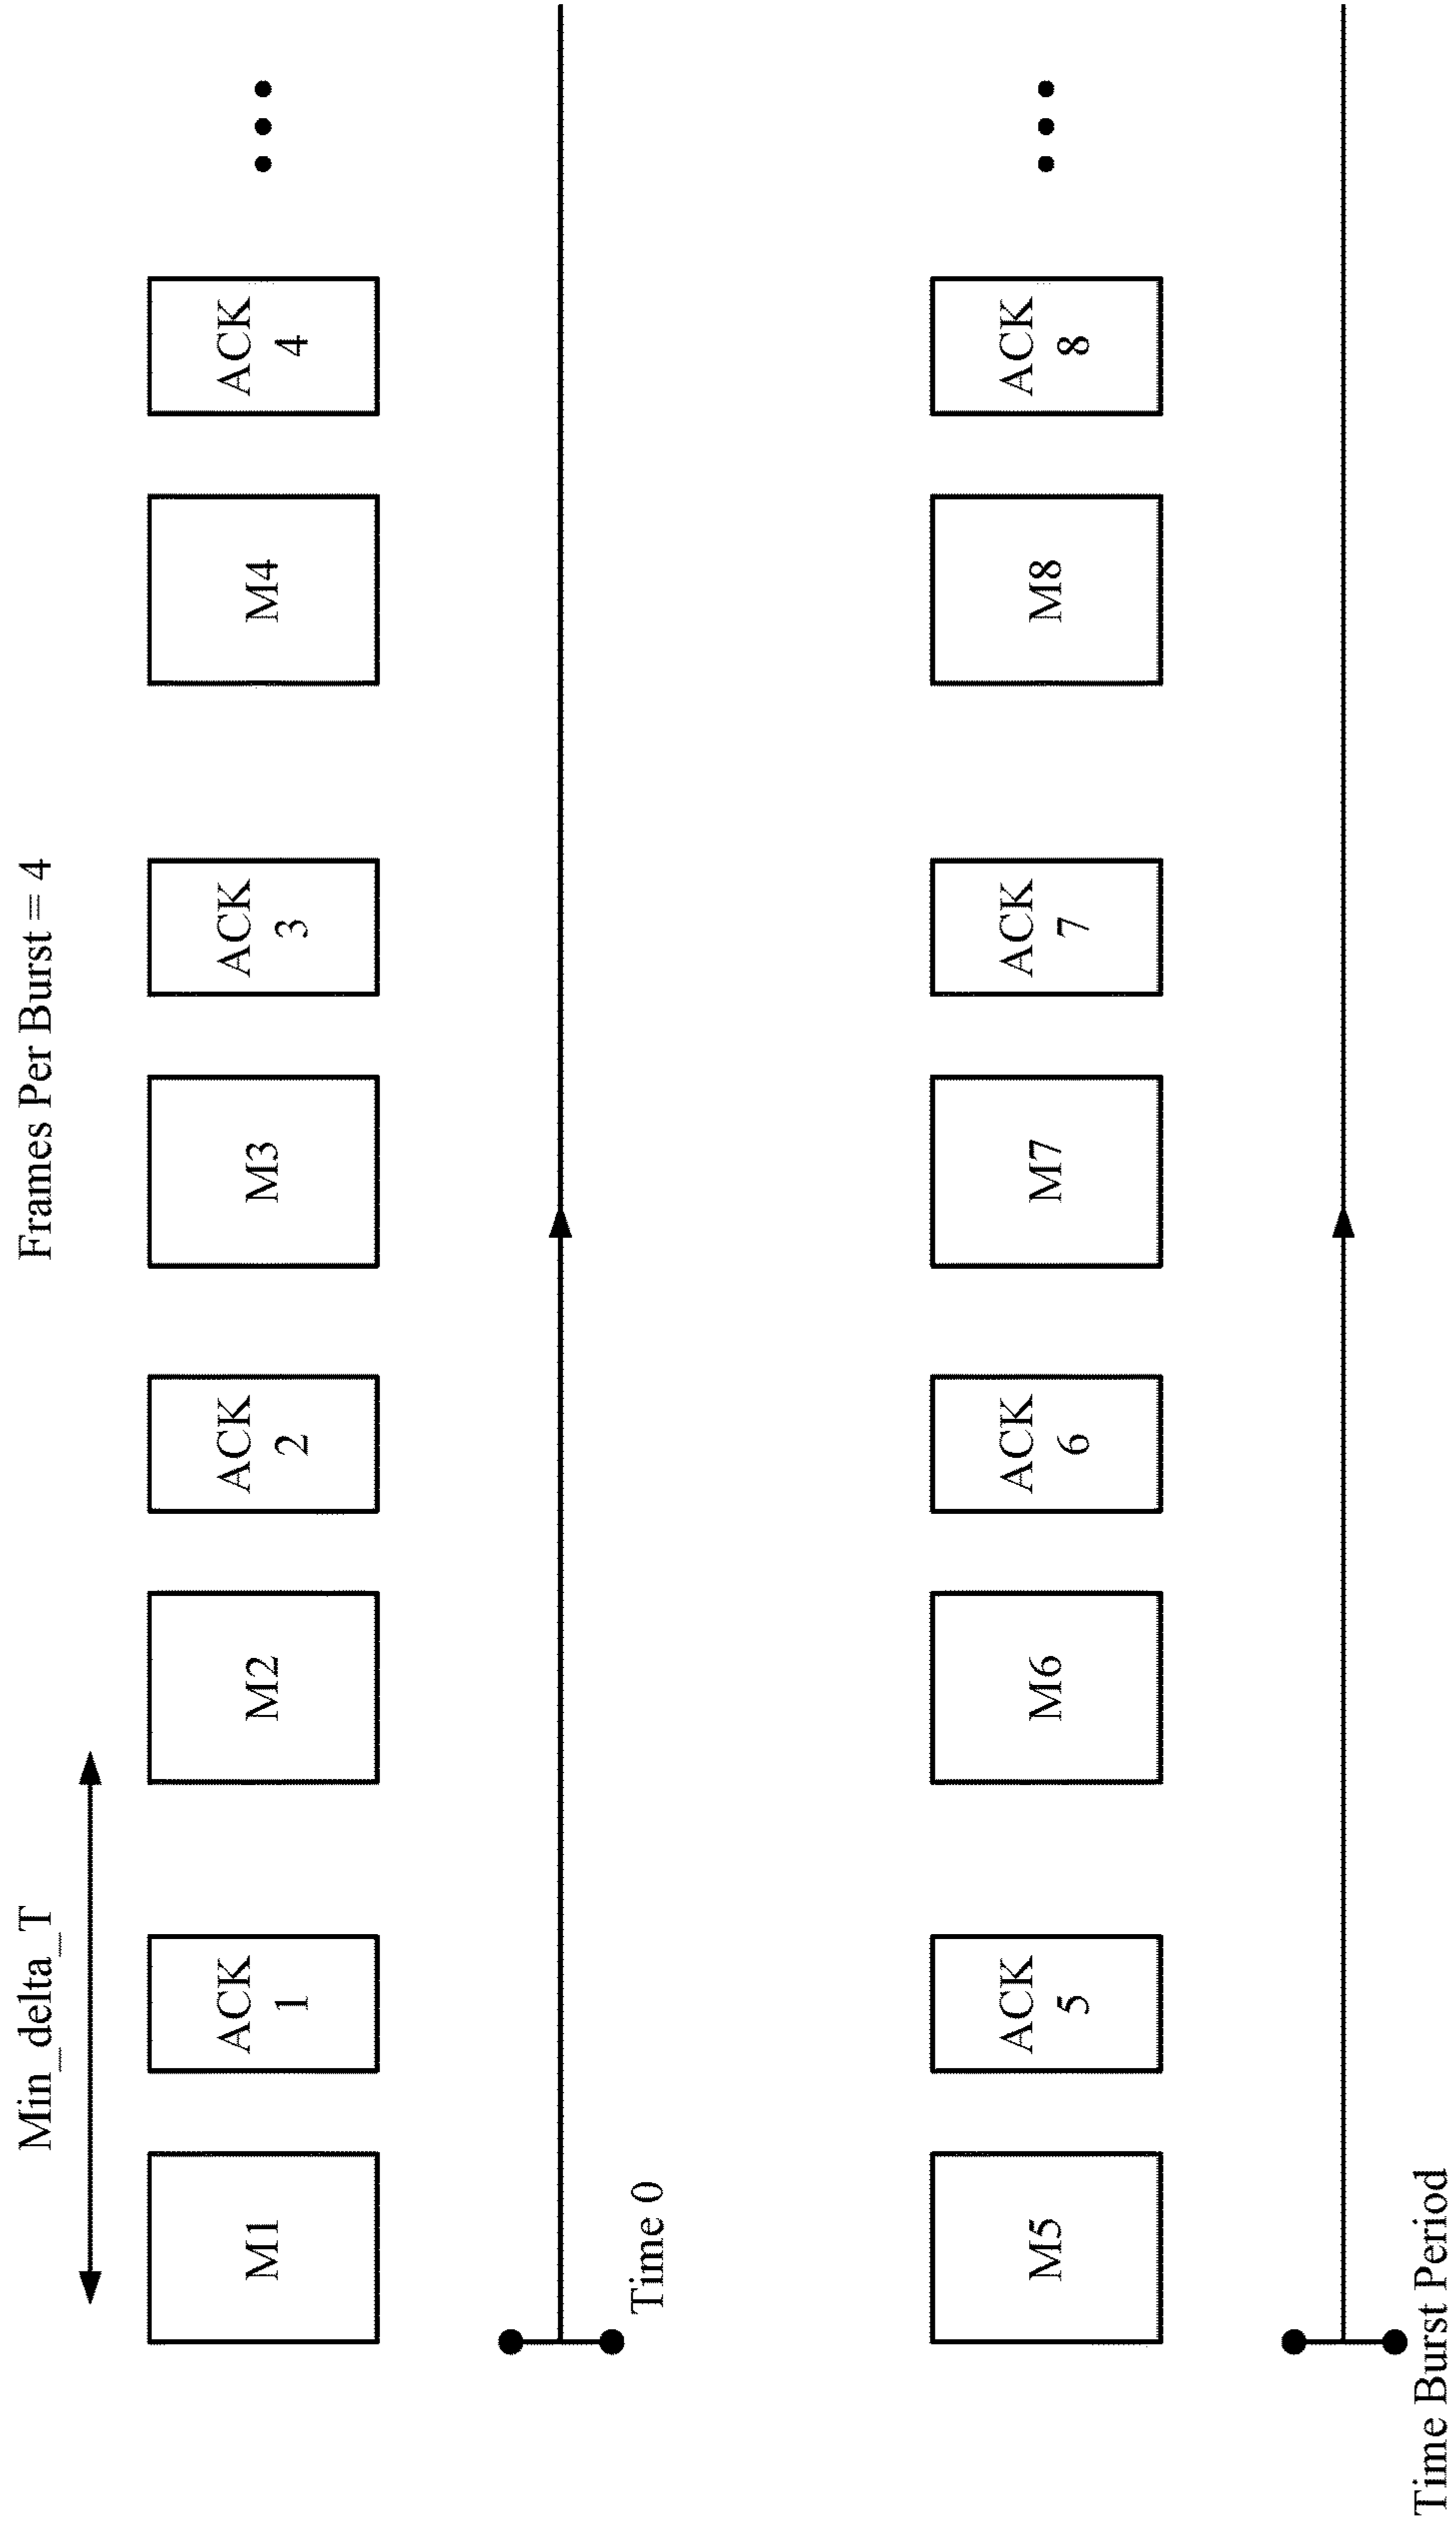 Min_delta_T
Frames Per Burst = 4
M1
ACK
1
M2
ACK
2
M3
ACK
3
M4
ACK
4
Time 0
M5
ACK
5
M6
ACK
6
M7
ACK
7
M8
ACK
8
Time Burst Period